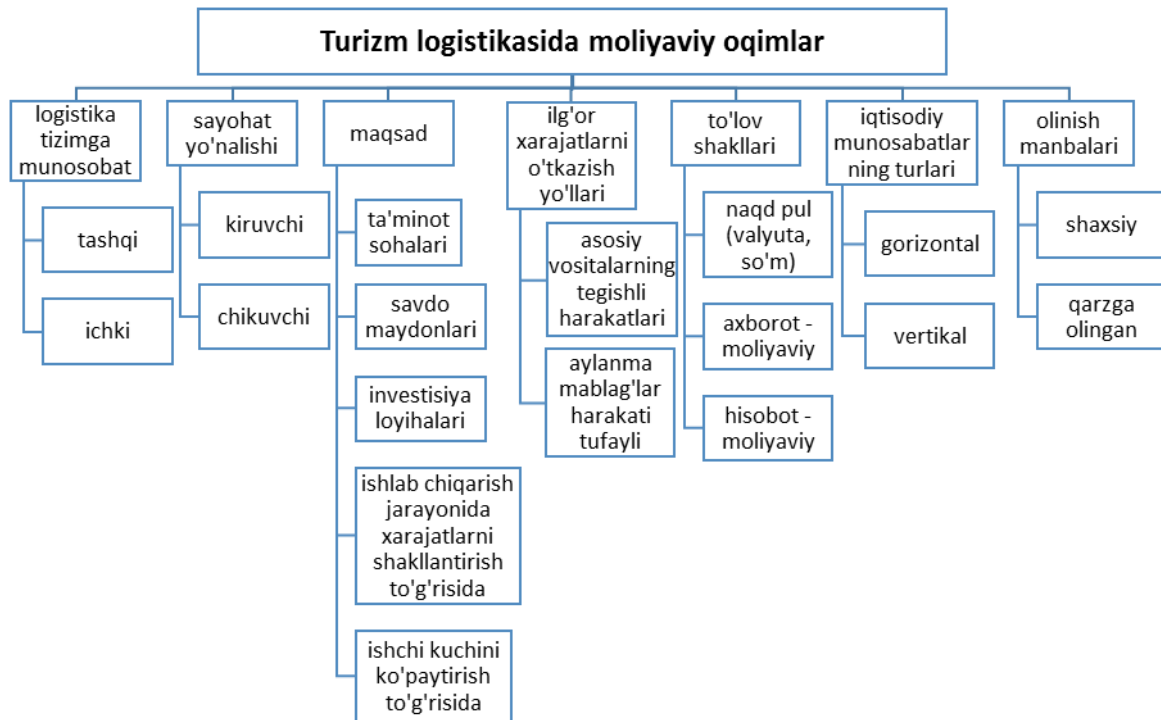 Turizm logistikasida moliyaviy oqimlar
logistika
tizimga
munosobat
tashqi
ichki
sayohat
yo'nalishi
kiruvchi
chikuvchi
maqsad
ta'minot
sohalari
savdo
maydonlari
investisiya
loyihalari
ishlab chiqarish
jarayonida
xarajatlarni
shakllantirish
to'g'risida
ishchi kuchini
ko'paytirish
to'g'risida
ilg'or
xarajatlarni
o'tkazish
yo'llari
asosiy
vositalarning
tegishli
harakatlari
aylanma
mablag'lar
harakati
tufayli
to'lov
shakllari
naqd pul
(valyuta,
so'm)
axborot -
moliyaviy
hisobot -
moliyaviy
iqtisodiy
munosabatlar
ning turlari
gorizontal
vertikal
olinish
manbalari
shaxsiy
qarzga
olingan